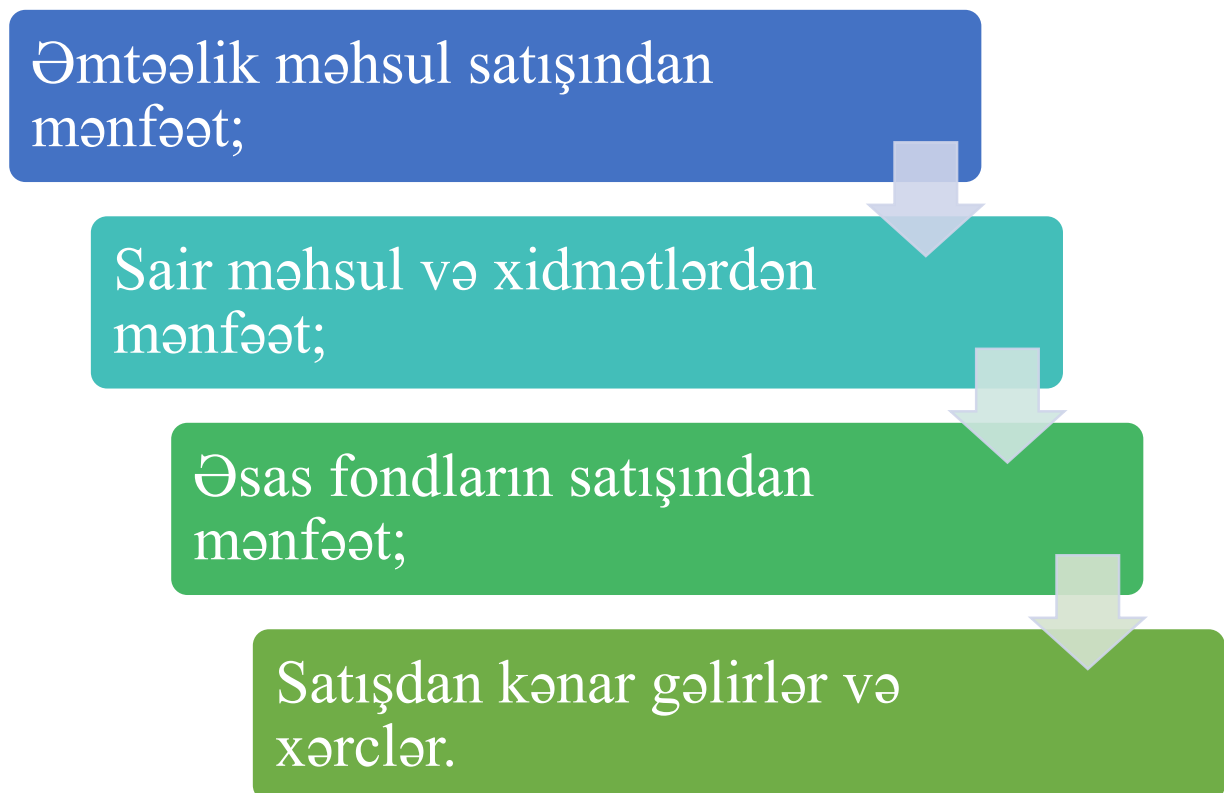 Əmtəəlik məhsul satışından
mənfəət;
Sair məhsul və xidmətlərdən
mənfəət;
Əsas fondların satışından
mənfəət;
Satışdan kənar gəlirlər və
xərclər.